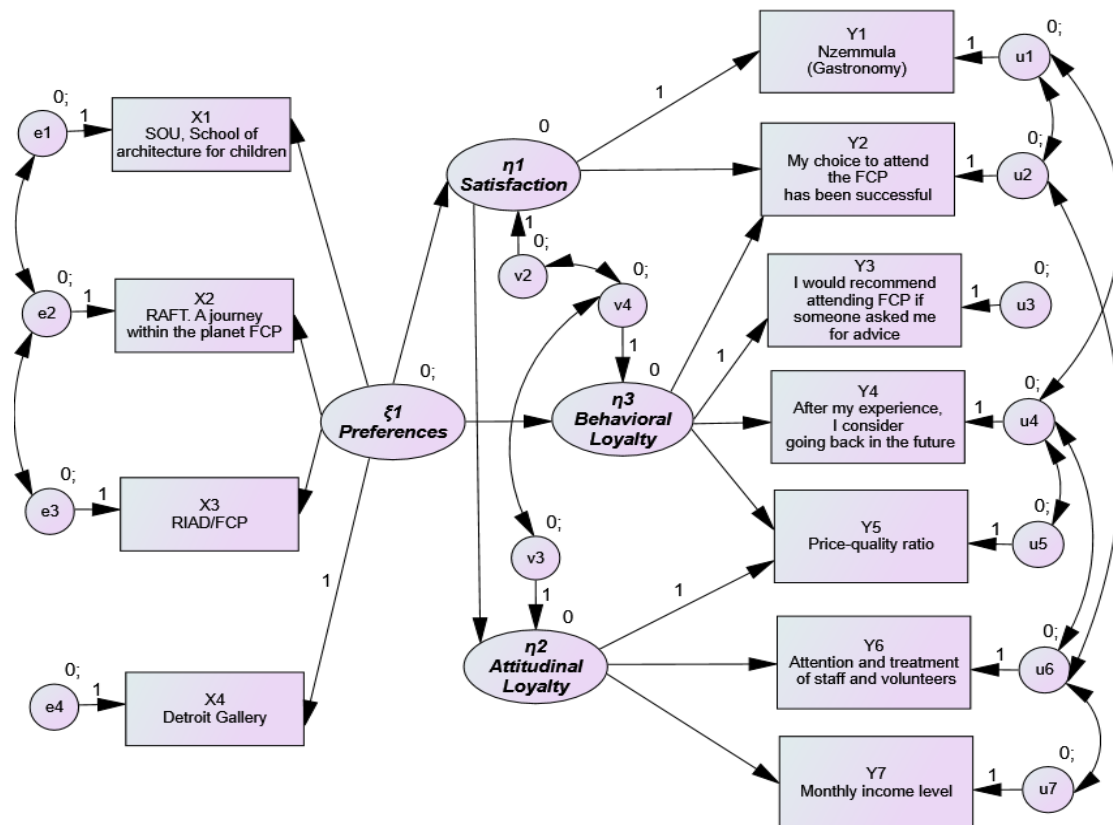 0;
e1
1
X1
SOU, School of
architecture for children
0;
e2
1
X2
RAFT. A journey
within the planet FCP
0;
e3
1
X3
RIAD/FCP
0;
e4
1
X4
Detroit Gallery
1
0;
ξ1
Preferences
0
η1
Satisfaction
1
0;
v2
0;
v4
1
0
η3
Behavioral
Loyalty
0;
v3
1
0
η2
Attitudinal
Loyalty
1
Y1
Nzemmula
(Gastronomy)
1
0;
u1
Y2
My choice to attend
the FCP
has been successful
1
0;
u2
1
Y3
I would recommend
attending FCP if
someone asked me
for advice
1
0;
u3
Y4
After my experience,
I consider
going back in the future
1
0;
u4
1
Y5
Price-quality ratio
1
0;
u5
Y6
Attention and treatment
of staff and volunteers
1
0;
u6
Y7
Monthly income level
1
0;
u7